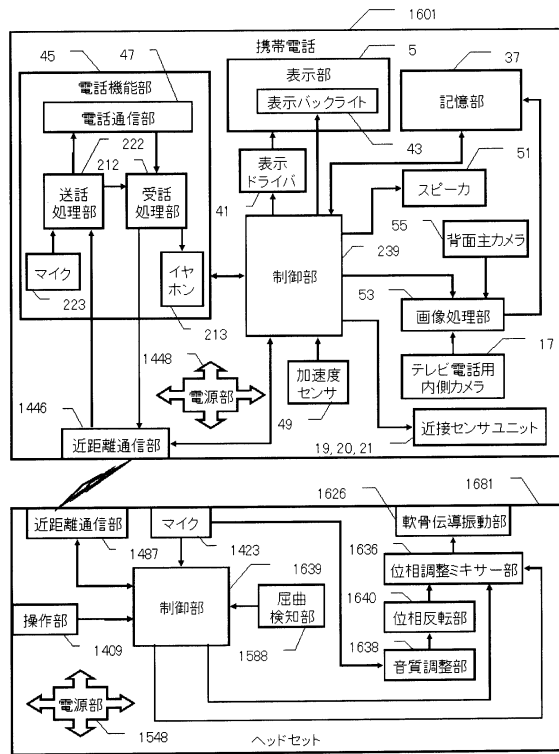 1601
携帯電話
45
47
5
37
電話機能部
電話通信部
表示部
表示バックライト
記憶部
222
212
43
51
送話
処理部
受話
処理部
表示
ドライバ
スピーカ
41
55
背面主カメラ
マイク
イヤ
ホン
制御部
239
53
223
213
画像処理部
1448
17
電源部
加速度
センサ
テレビ電話用
内側カメラ
1446
49
近接センサユニット
近距離通信部
19, 20, 21
1626
1681
近距離通信部
マイク
軟骨伝導振動部
1487
1423
1639
1636
位相調整ミキサー部
制御部
屈曲
検知部
1640
位相反転部
操作部
1638
1409
1588
音質調整部
電源部
1548
ヘッドセット